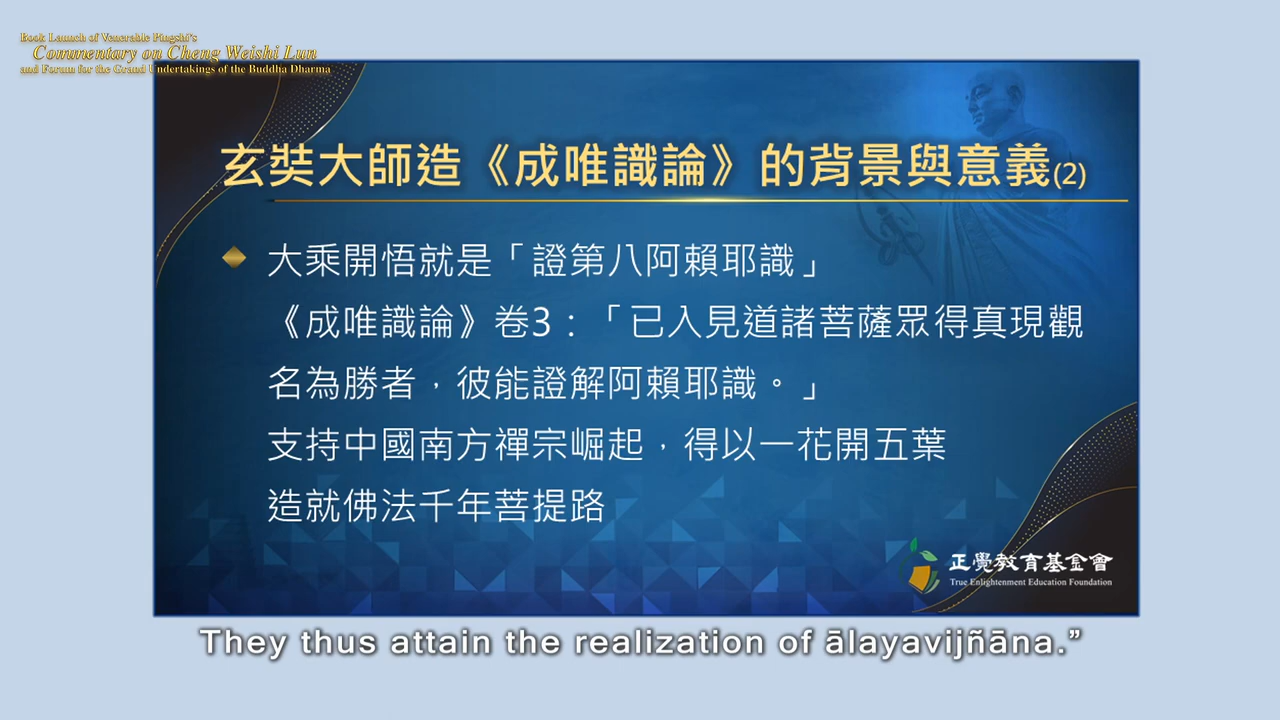 Book Launch of Venerable Pingshi's
Commentary on Cheng Weishi Lun
and Forum for the Grand Undertakings of the Buddha Dharma
玄奘大師造《成唯識論》的背景與意義(2)
大乘開悟就是「證第八阿賴耶識」
《成唯識論》卷3：「已入見道諸菩薩眾得真現觀
名為勝者，彼能證解阿賴耶識。」
支持中國南方禪宗崛起，得以一花開五葉
造就佛法千年菩提路
正覺教育基金會
True Enlightenment Education Foundation
They thus attain the realization of ālayavijñāna.”